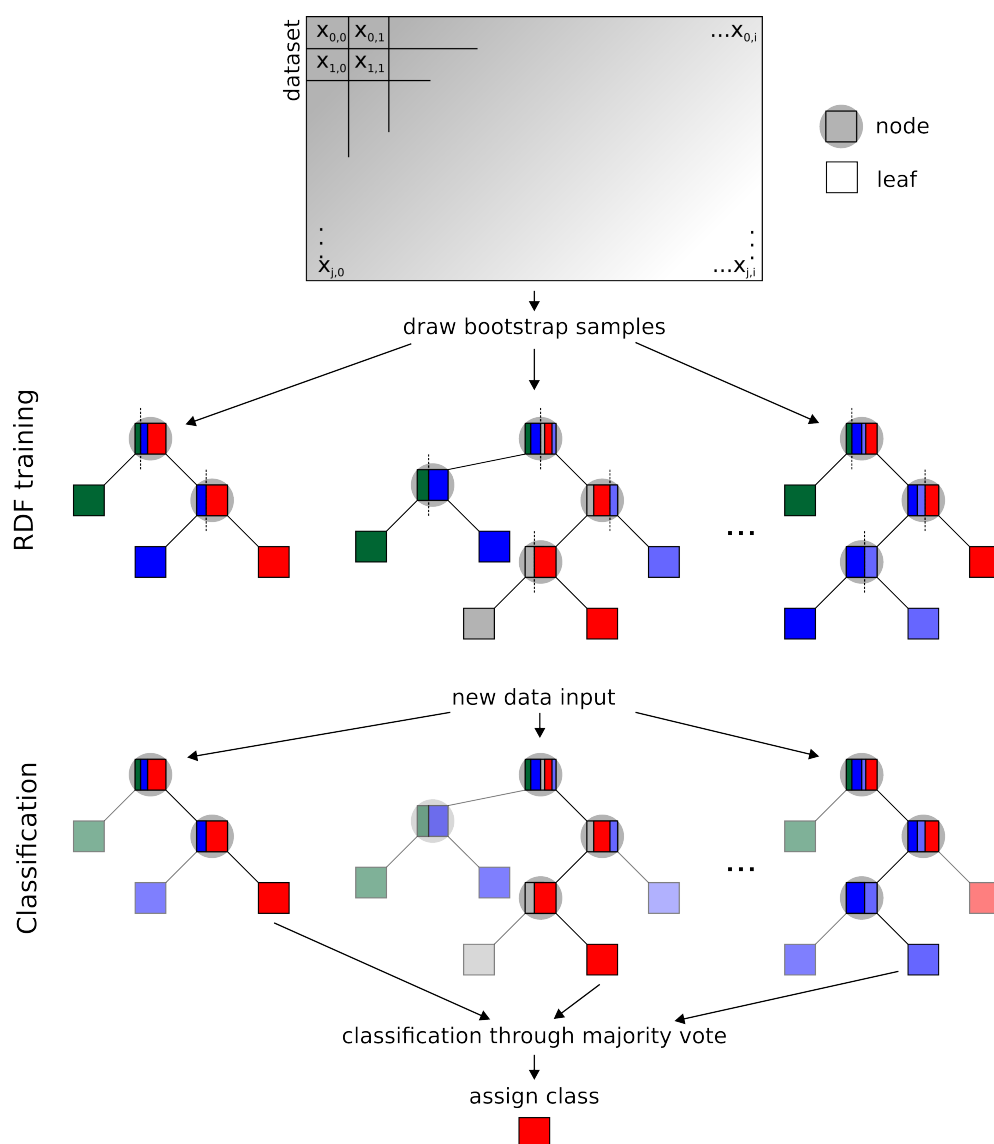 dataset
x0,0 x0,1 ...x0,i
x1,0 x1,1
⋮ ⋮
xj,0 ...xj,i
node
leaf
draw bootstrap samples
RDF training
...
new data input
Classification
...
classification through majority vote
assign class